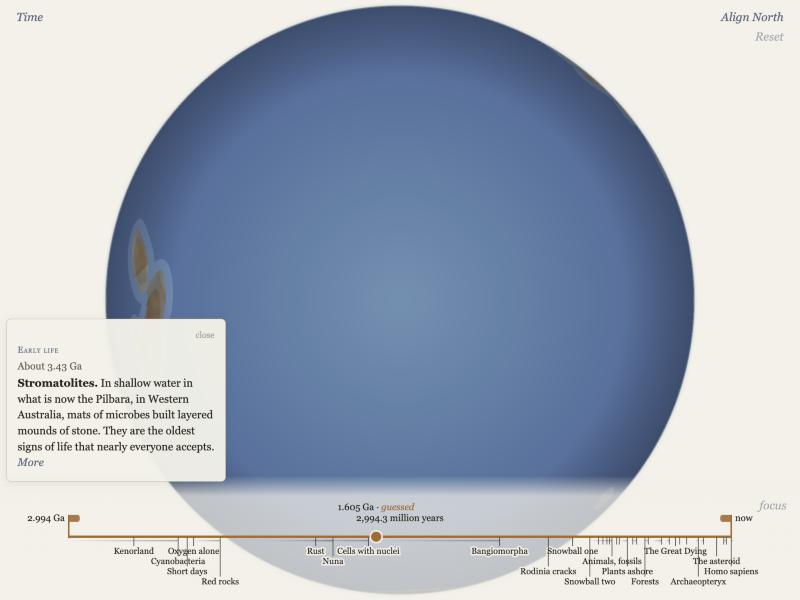 Time
Align North
Reset
close
Early life
About 3.43 Ga
Stromatolites. In shallow water in
what is now the Pilbara, in Western
Australia, mats of microbes built layered
mounds of stone. They are the oldest
signs of life that nearly everyone accepts.
More
focus
1.605 Ga · guessed
2.994 Ga
2,994.3 million years
now
Kenorland
Oxygen alone
Rust
Cells with nuclei
Bangiomorpha
Snowball one
The Great Dying
Cyanobacteria
Nuna
Animals, fossils
The asteroid
Short days
Rodinia cracks
Plants ashore
Homo sapiens
Red rocks
Snowball two
Forests
Archaeopteryx